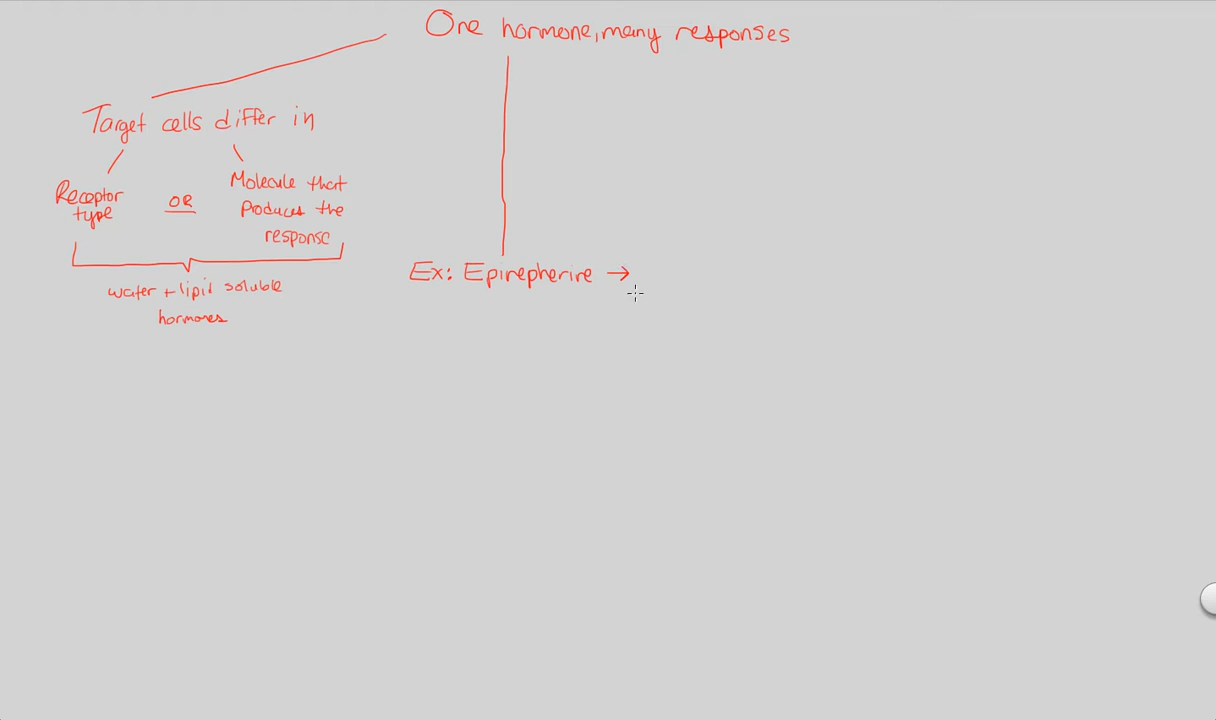 One hormone, many responses
Target cells differ in
Receptor
type
OR
Molecule that
produces the
response
water + lipid soluble
hormones
Ex: Epinepherine →